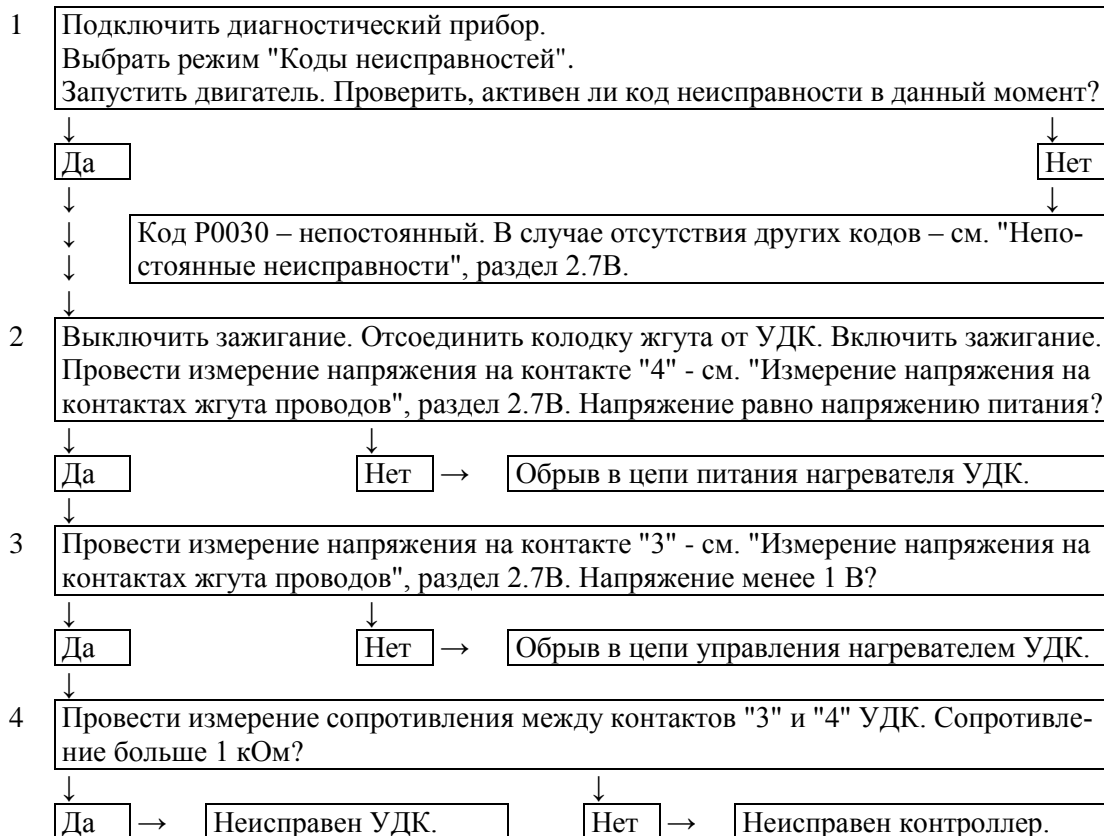 1 Подключить диагностический прибор.
Выбрать режим "Коды неисправностей".
Запустить двигатель. Проверить, активен ли код неисправности в данный момент?
↓ ↓
Да Нет
↓ ↓
↓ Код Р0030 – непостоянный. В случае отсутствия других кодов – см. "Непо-
↓ стоянные неисправности", раздел 2.7В.
↓
2 Выключить зажигание. Отсоединить колодку жгута от УДК. Включить зажигание.
Провести измерение напряжения на контакте "4" - см. "Измерение напряжения на
контактах жгута проводов", раздел 2.7В. Напряжение равно напряжению питания?
↓ ↓
Да Нет → Обрыв в цепи питания нагревателя УДК.
↓
3 Провести измерение напряжения на контакте "3" - см. "Измерение напряжения на
контактах жгута проводов", раздел 2.7В. Напряжение менее 1 В?
↓ ↓
Да Нет → Обрыв в цепи управления нагревателем УДК.
↓
4 Провести измерение сопротивления между контактов "3" и "4" УДК. Сопротивле-
ние больше 1 кОм?
↓ ↓
Да → Неисправен УДК. Нет → Неисправен контроллер.